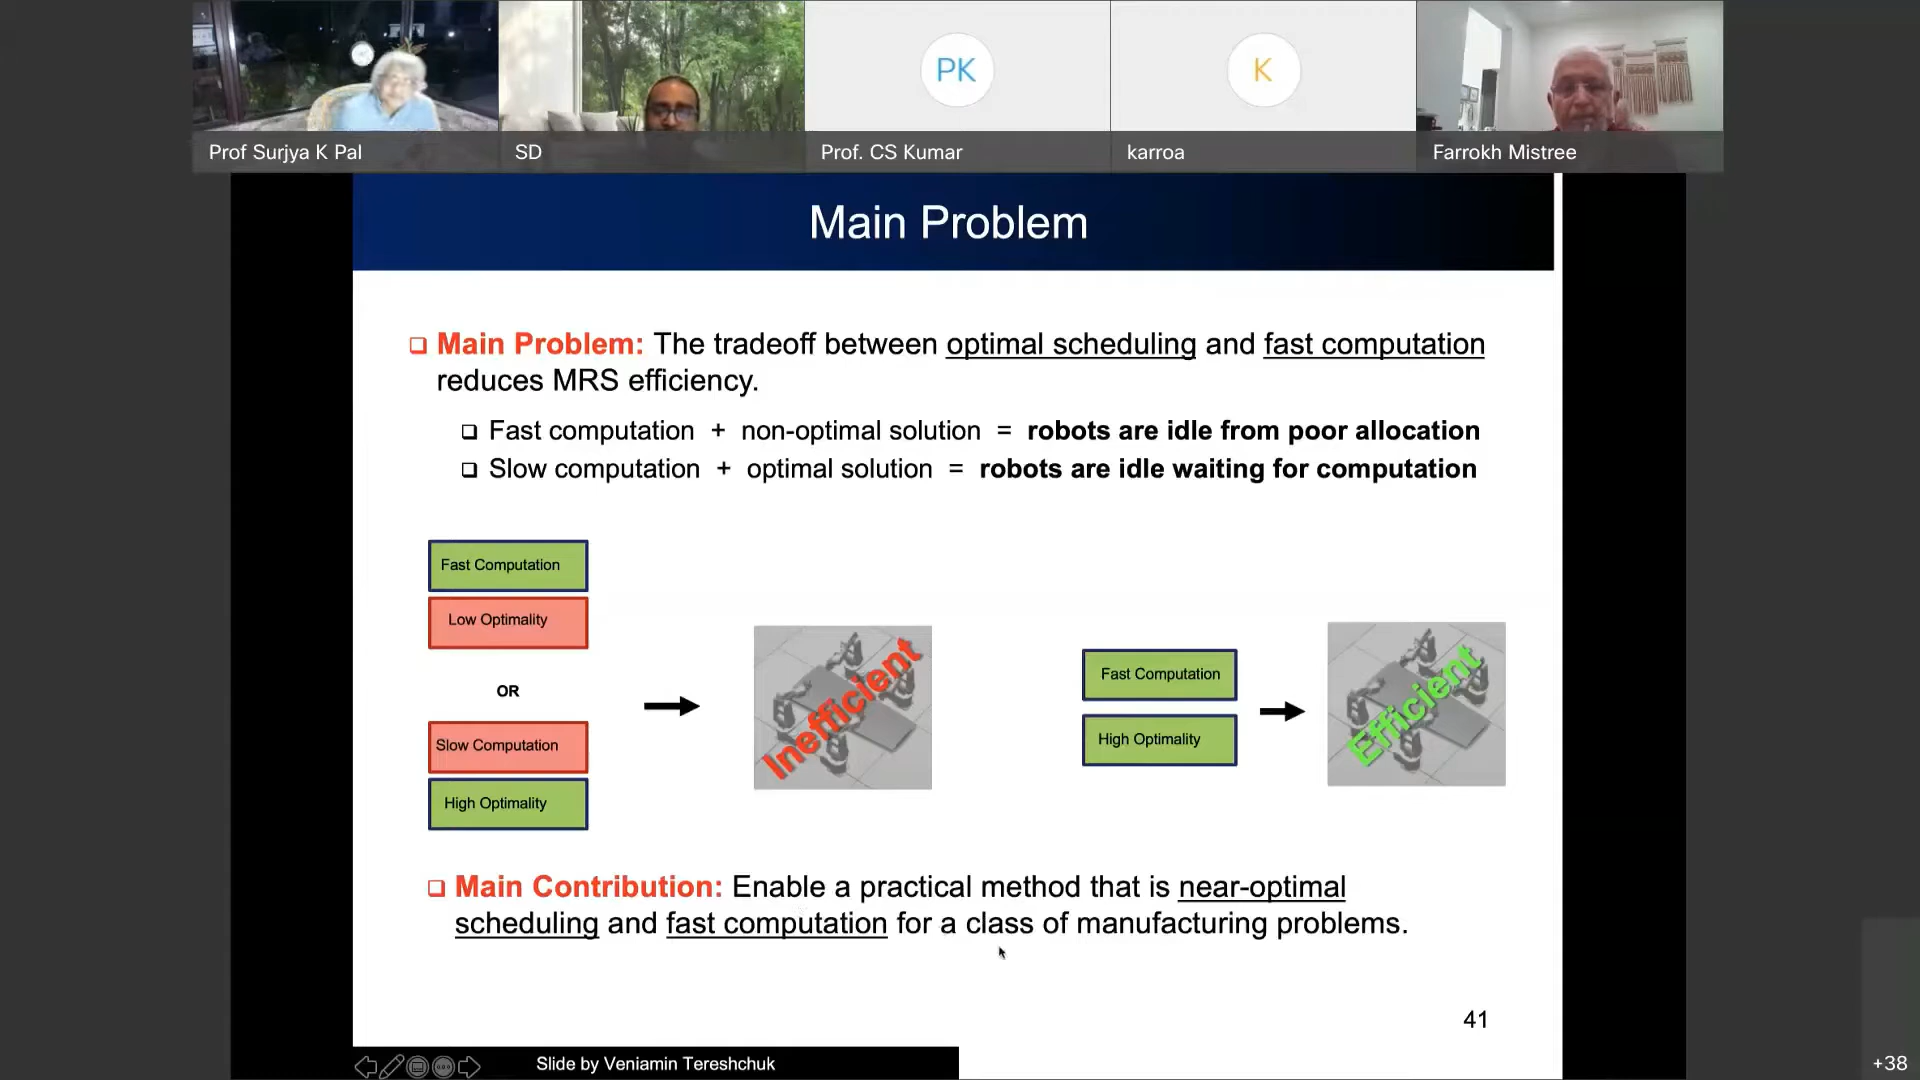 PK
K
Prof Surjya K Pal
SD
Prof. CS Kumar
karroa
Farrokh Mistree
Main Problem
❑ Main Problem: The tradeoff between optimal scheduling and fast computation
reduces MRS efficiency.
❑ Fast computation + non-optimal solution = robots are idle from poor allocation
❑ Slow computation + optimal solution = robots are idle waiting for computation
Fast Computation
Low Optimality
OR
Slow Computation
High Optimality
Inefficient
Fast Computation
High Optimality
Efficient
❑ Main Contribution: Enable a practical method that is near-optimal
scheduling and fast computation for a class of manufacturing problems.
41
Slide by Veniamin Tereshchuk
+38